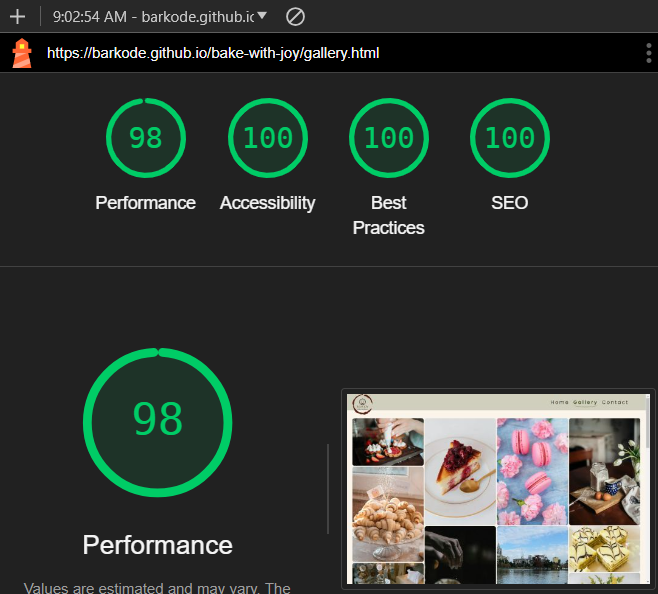 9:02:54 AM - barkode.github.io
https://barkode.github.io/bake-with-joy/gallery.html
98 100 100 100
Performance Accessibility Best Practices SEO
98
Home Gallery Contact
Performance
Values are estimated and may vary. The